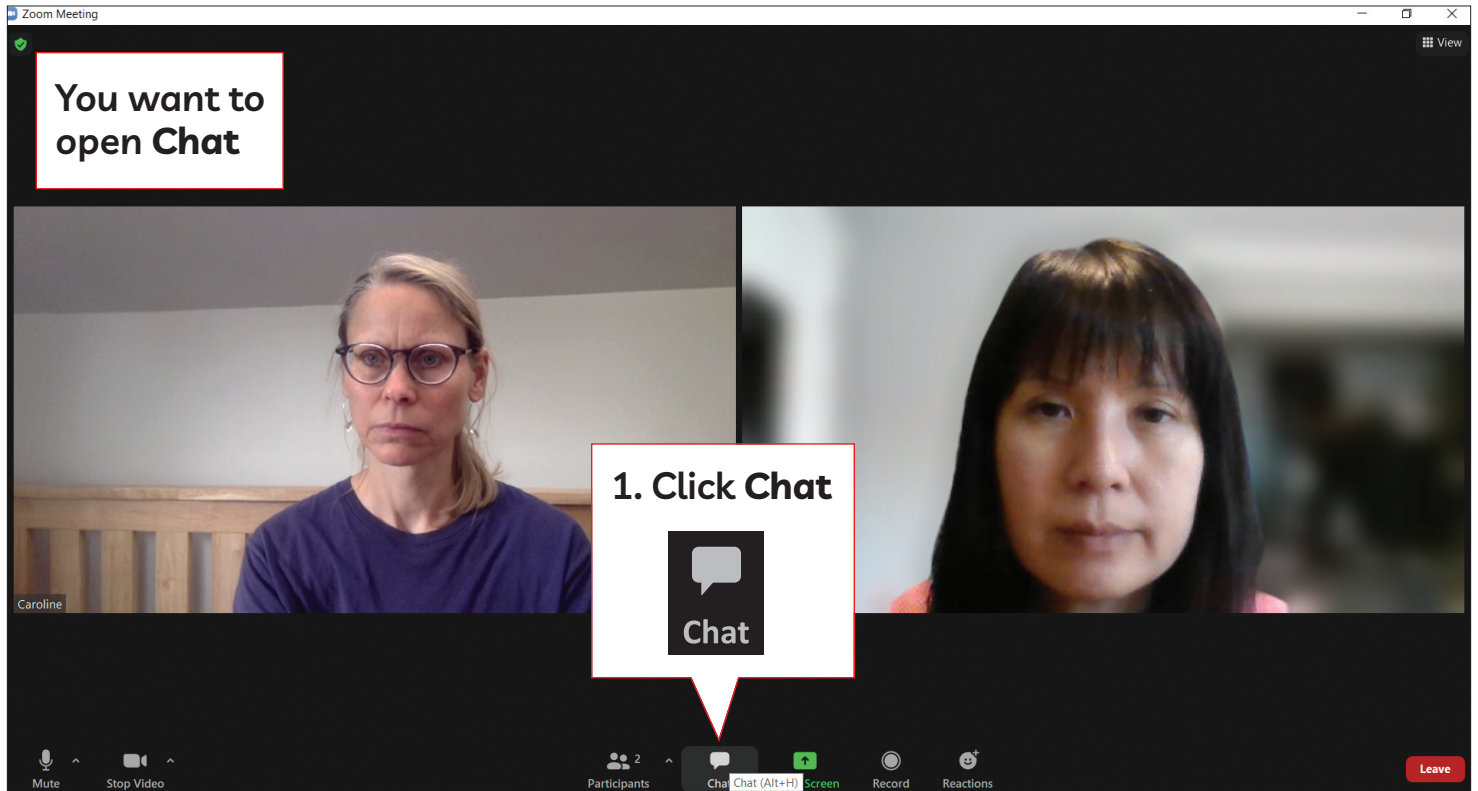 Zoom Meeting
View
You want to
open Chat
1. Click Chat
Chat
Caroline
2
Mute
Stop Video
Participants
Cha
Chat (Alt+H)
Screen
Record
Reactions
Leave